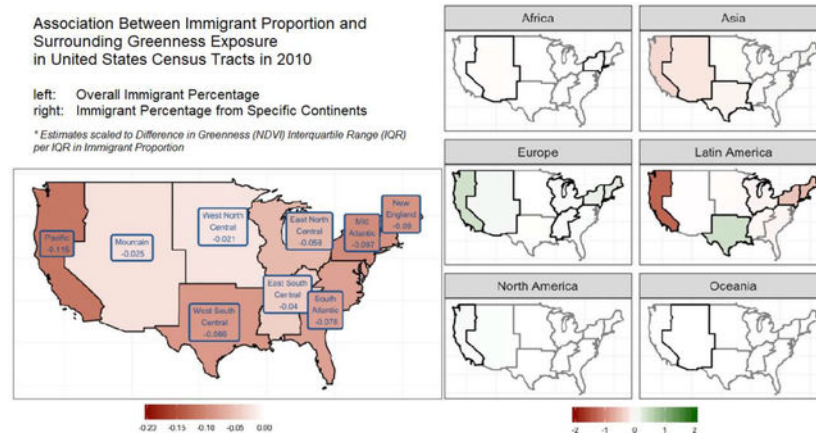 Association Between Immigrant Proportion and
Surrounding Greenness Exposure
in United States Census Tracts in 2010
left: Overall Immigrant Percentage
right: Immigrant Percentage from Specific Continents
* Estimates scaled to Difference in Greenness (NDVI) Interquartile Range (IQR)
per IQR in Immigrant Proportion
Pacific
-0.116
Mountain
-0.025
West North
Central
-0.021
East North
Central
-0.058
Mid
Atlantic
-0.097
New
England
-0.09
West South
Central
-0.086
East South
Central
-0.04
South
Atlantic
-0.078
-0.20 -0.15 -0.10 -0.05 0.00
Africa
Asia
Europe
Latin America
North America
Oceania
-2 -1 0 1 2